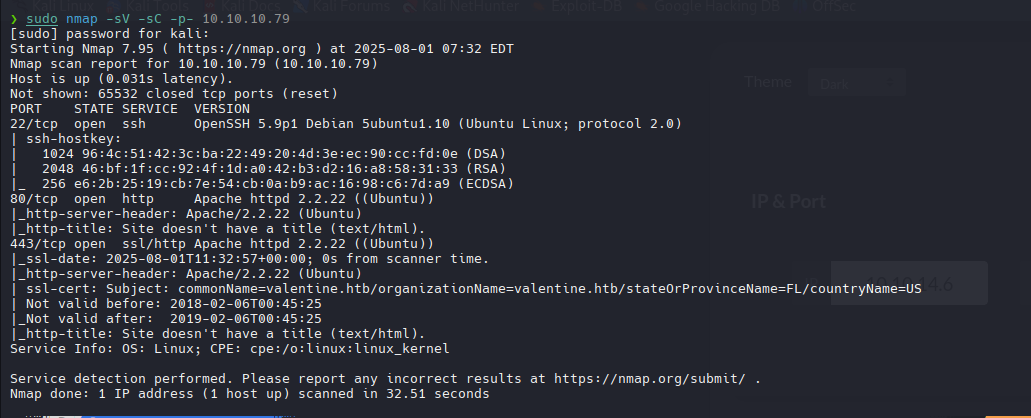 Kali Linux Kali Tools Kali Docs Kali Forums Kali NetHunter Exploit-DB Google Hacking DB OffSec
❯ sudo nmap -sV -sC -p- 10.10.10.79
[sudo] password for kali:
Starting Nmap 7.95 ( https://nmap.org ) at 2025-08-01 07:32 EDT
Nmap scan report for 10.10.10.79 (10.10.10.79)
Host is up (0.031s latency).
Not shown: 65532 closed tcp ports (reset)
PORT    STATE SERVICE  VERSION
22/tcp  open  ssh      OpenSSH 5.9p1 Debian 5ubuntu1.10 (Ubuntu Linux; protocol 2.0)
| ssh-hostkey:
|   1024 96:4c:51:42:3c:ba:22:49:20:4d:3e:ec:90:cc:fd:0e (DSA)
|   2048 46:bf:1f:cc:92:4f:1d:a0:42:b3:d2:16:a8:58:31:33 (RSA)
|_  256 e6:2b:25:19:cb:7e:54:cb:0a:b9:ac:16:98:c6:7d:a9 (ECDSA)
80/tcp  open  http     Apache httpd 2.2.22 ((Ubuntu))
|_http-server-header: Apache/2.2.22 (Ubuntu)
|_http-title: Site doesn't have a title (text/html).
443/tcp open  ssl/http Apache httpd 2.2.22 ((Ubuntu))
|_ssl-date: 2025-08-01T11:32:57+00:00; 0s from scanner time.
|_http-server-header: Apache/2.2.22 (Ubuntu)
| ssl-cert: Subject: commonName=valentine.htb/organizationName=valentine.htb/stateOrProvinceName=FL/countryName=US
| Not valid before: 2018-02-06T00:45:25
|_Not valid after:  2019-02-06T00:45:25
|_http-title: Site doesn't have a title (text/html).
Service Info: OS: Linux; CPE: cpe:/o:linux:linux_kernel
Service detection performed. Please report any incorrect results at https://nmap.org/submit/ .
Nmap done: 1 IP address (1 host up) scanned in 32.51 seconds
Theme Dark
IP & Port